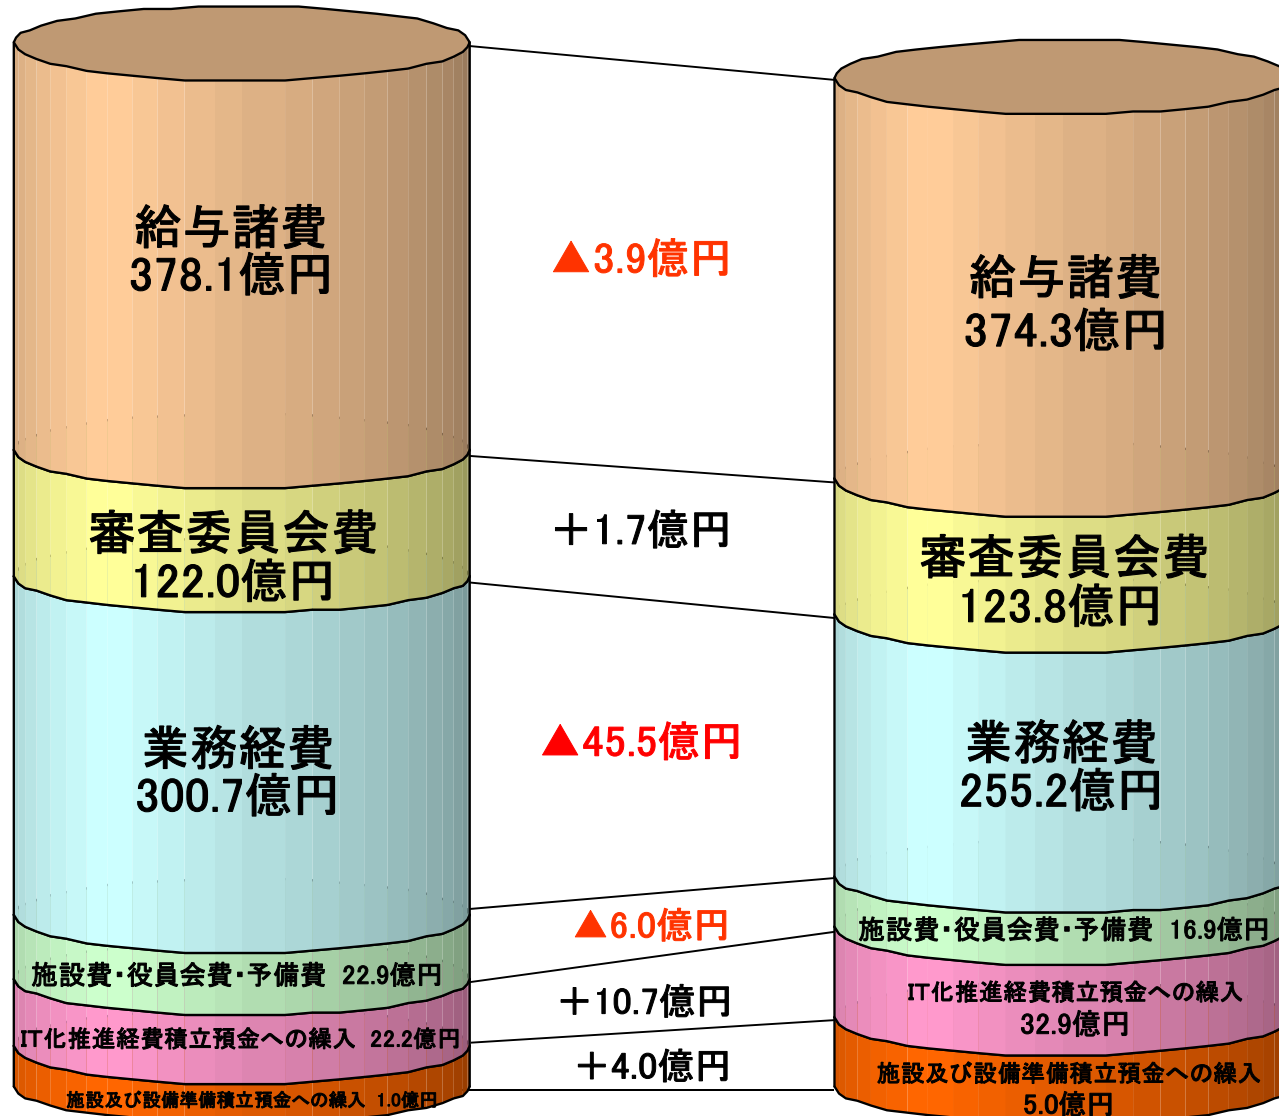 給与諸費
378.1億円
審査委員会費
122.0億円
業務経費
300.7億円
施設費・役員会費・予備費 22.9億円
IT化推進経費積立預金への繰入 22.2億円
施設及び設備準備積立預金への繰入 1.0億円
▲3.9億円
+1.7億円
▲45.5億円
▲6.0億円
+10.7億円
+4.0億円
給与諸費
374.3億円
審査委員会費
123.8億円
業務経費
255.2億円
施設費・役員会費・予備費 16.9億円
IT化推進経費積立預金への繰入
32.9億円
施設及び設備準備積立預金への繰入
5.0億円